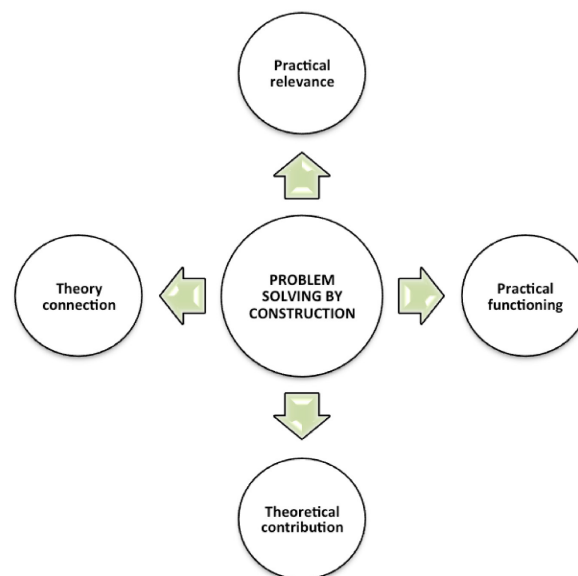 Practical
relevance
Theory
connection
PROBLEM
SOLVING BY
CONSTRUCTION
Practical
functioning
Theoretical
contribution